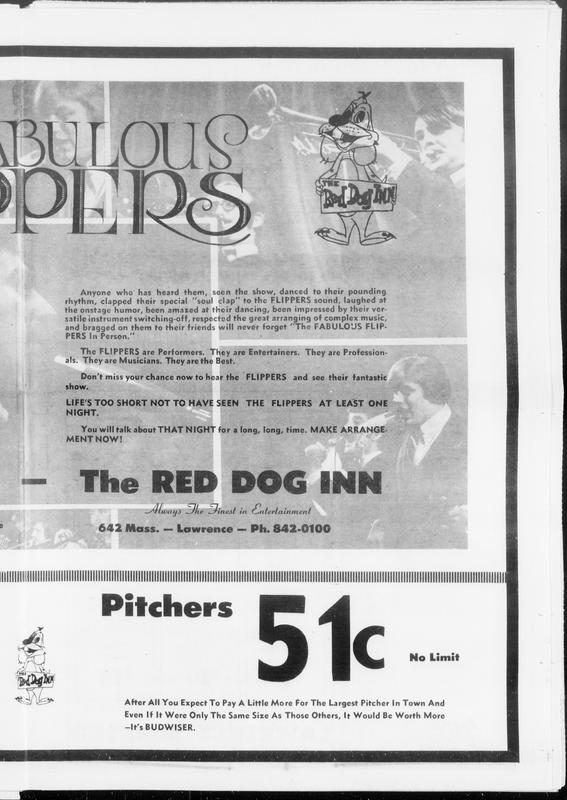 ABULOUS
PPERS
THE
Red Dog INN
Anyone who has heard them, seen the show, danced to their pounding
rhythm, clapped their special "soul clap" to the FLIPPERS sound, laughed at
the onstage humor, been amazed at their dancing, been impressed by their ver-
satile instrument switching-off, respected the great arranging of complex music,
and bragged on them to their friends will never forget "The FABULOUS FLIP-
PERS In Person."
The FLIPPERS are Performers. They are Entertainers. They are Profession-
als. They are Musicians. They are the Best.
Don't miss your chance now to hear the FLIPPERS and see their fantastic
show.
LIFE'S TOO SHORT NOT TO HAVE SEEN THE FLIPPERS AT LEAST ONE
NIGHT.
You will talk about THAT NIGHT for a long, long, time. MAKE ARRANGE-
MENT NOW!
— The RED DOG INN
Always The Finest in Entertainment
642 Mass. — Lawrence — Ph. 842-0100
Pitchers 51c No Limit
THE
Red Dog INN
After All You Expect To Pay A Little More For The Largest Pitcher In Town And
Even If It Were Only The Same Size As Those Others, It Would Be Worth More
—It's BUDWISER.